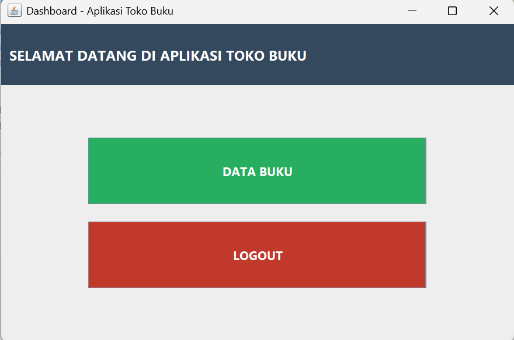 Dashboard - Aplikasi Toko Buku
SELAMAT DATANG DI APLIKASI TOKO BUKU
DATA BUKU
LOGOUT